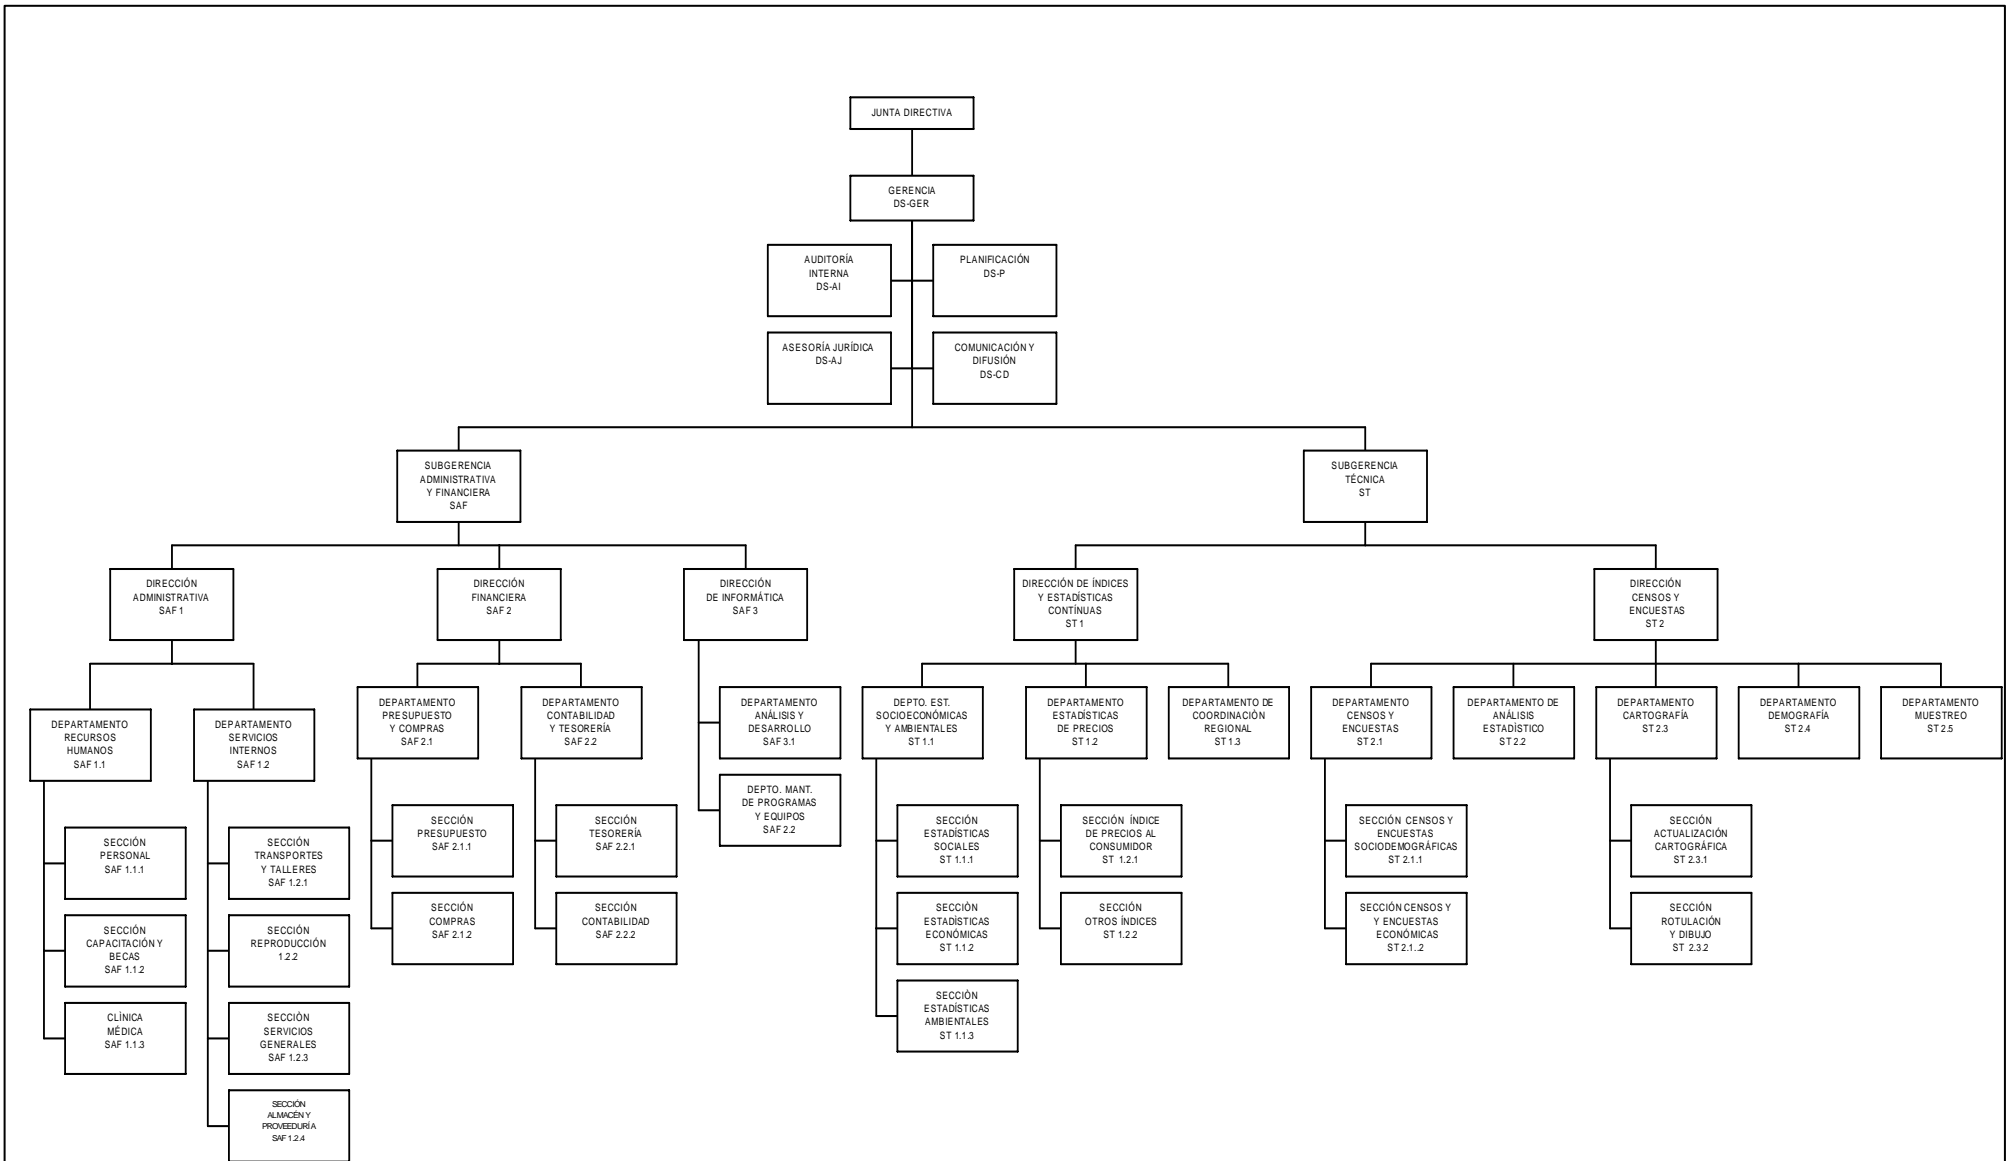 JUNTA DIRECTIVA
GERENCIA
DS-GER
AUDITORÍA
INTERNA
DS-AI
PLANIFICACIÓN
DS-P
ASESORÍA JURÍDICA
DS-AJ
COMUNICACIÓN Y
DIFUSIÓN
DS-CD
SUBGERENCIA
ADMINISTRATIVA
Y FINANCIERA
SAF
SUBGERENCIA
TÉCNICA
ST
DIRECCIÓN
ADMINISTRATIVA
SAF 1
DIRECCIÓN
FINANCIERA
SAF 2
DIRECCIÓN
DE INFORMÁTICA
SAF 3
DIRECCIÓN DE ÍNDICES
Y ESTADÍSTICAS
CONTÍNUAS
ST 1
DIRECCIÓN
CENSOS Y
ENCUESTAS
ST 2
DEPARTAMENTO
RECURSOS
HUMANOS
SAF 1.1
DEPARTAMENTO
SERVICIOS
INTERNOS
SAF 1.2
DEPARTAMENTO
PRESUPUESTO
Y COMPRAS
SAF 2.1
DEPARTAMENTO
CONTABILIDAD
Y TESORERÍA
SAF 2.2
DEPARTAMENTO
ANÁLISIS Y
DESARROLLO
SAF 3.1
DEPTO. MANT.
DE PROGRAMAS
Y EQUIPOS
SAF 2.2
DEPTO. EST.
SOCIOECONÓMICAS
Y AMBIENTALES
ST 1.1
DEPARTAMENTO
ESTADÍSTICAS
DE PRECIOS
ST 1.2
DEPARTAMENTO DE
COORDINACIÒN
REGIONAL
ST 1.3
DEPARTAMENTO
CENSOS Y
ENCUESTAS
ST 2.1
DEPARTAMENTO DE
ANÁLISIS
ESTADÌSTICO
ST 2.2
DEPARTAMENTO
CARTOGRAFÍA
ST 2.3
DEPARTAMENTO
DEMOGRAFÍA
ST 2.4
DEPARTAMENTO
MUESTREO
ST 2.5
SECCIÓN
PERSONAL
SAF 1.1.1
SECCIÓN
CAPACITACIÓN Y
BECAS
SAF 1.1.2
CLÌNICA
MÉDICA
SAF 1.1.3
SECCIÓN
TRANSPORTES
Y TALLERES
SAF 1.2.1
SECCIÓN
REPRODUCCIÓN
1.2.2
SECCIÒN
SERVICIOS
GENERALES
SAF 1.2.3
SECCIÓN
ALMACÉN Y
PROVEEDURÍA
SAF 1.2.4
SECCIÓN
PRESUPUESTO
SAF 2.1.1
SECCIÓN
COMPRAS
SAF 2.1.2
SECCIÓN
TESORERÍA
SAF 2.2.1
SECCIÓN
CONTABILIDAD
SAF 2.2.2
SECCIÓN
ESTADÍSTICAS
SOCIALES
ST 1.1.1
SECCIÒN
ESTADÌSTICAS
ECONÓMICAS
ST 1.1.2
SECCIÒN
ESTADÍSTICAS
AMBIENTALES
ST 1.1.3
SECCIÓN ÍNDICE
DE PRECIOS AL
CONSUMIDOR
ST 1.2.1
SECCIÓN
OTROS ÍNDICES
ST 1.2.2
SECCIÓN CENSOS Y
ENCUESTAS
SOCIODEMOGRÁFICAS
ST 2.1.1
SECCIÓN CENSOS Y
Y ENCUESTAS
ECONÓMICAS
ST 2.1..2
SECCIÓN
ACTUALIZACIÓN
CARTOGRÁFICA
ST 2.3.1
SECCIÓN
ROTULACIÓN
Y DIBUJO
ST 2.3.2